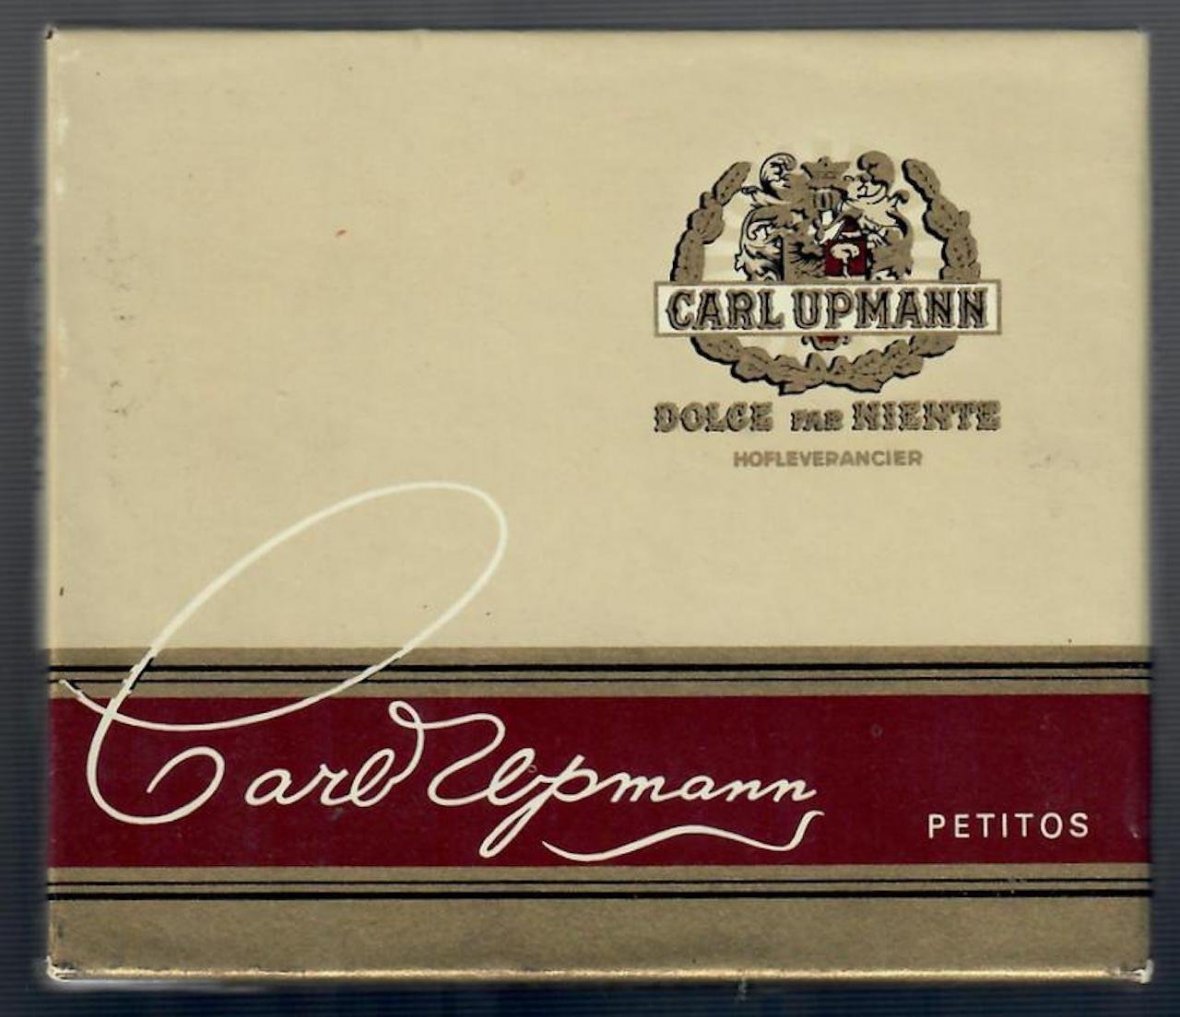 CARL UPMANN
DOLCE FAR NIENTE
HOFLEVERANCIER
Carl Upmann
PETITOS